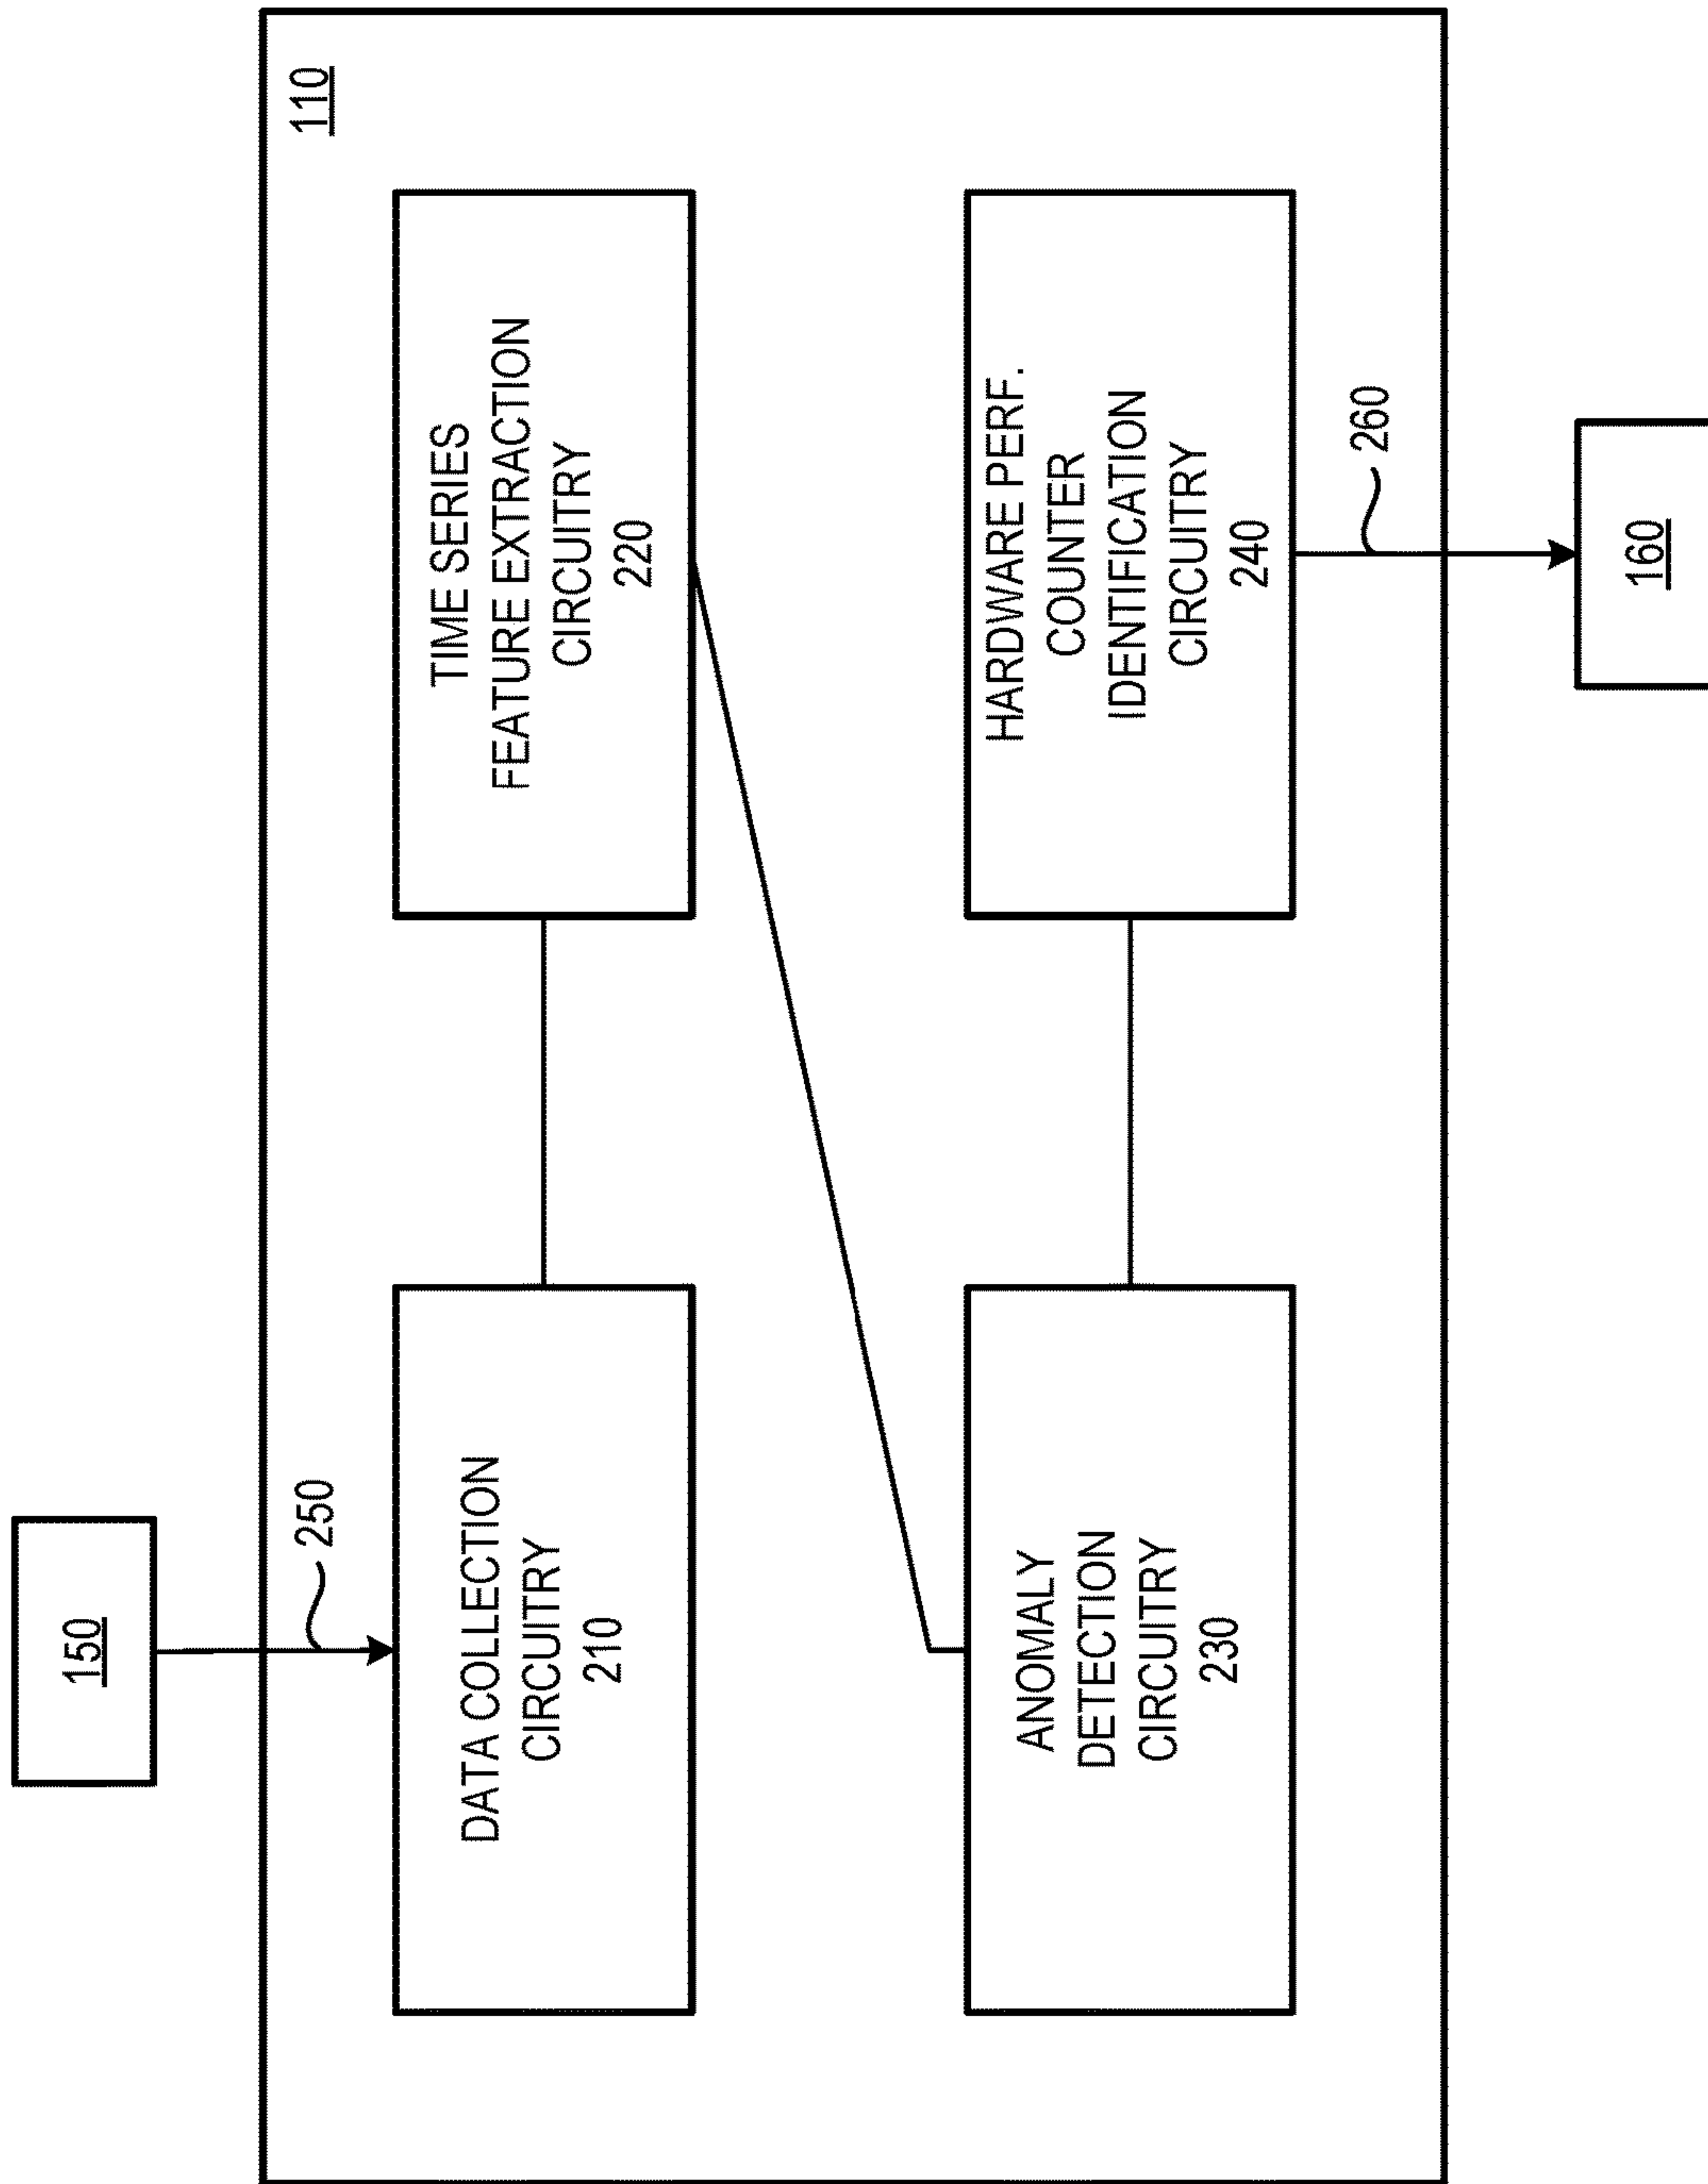 150
250
110
DATA COLLECTION
CIRCUITRY
210
TIME SERIES
FEATURE EXTRACTION
CIRCUITRY
220
ANOMALY
DETECTION
CIRCUITRY
230
HARDWARE PERF.
COUNTER
IDENTIFICATION
CIRCUITRY
240
260
160